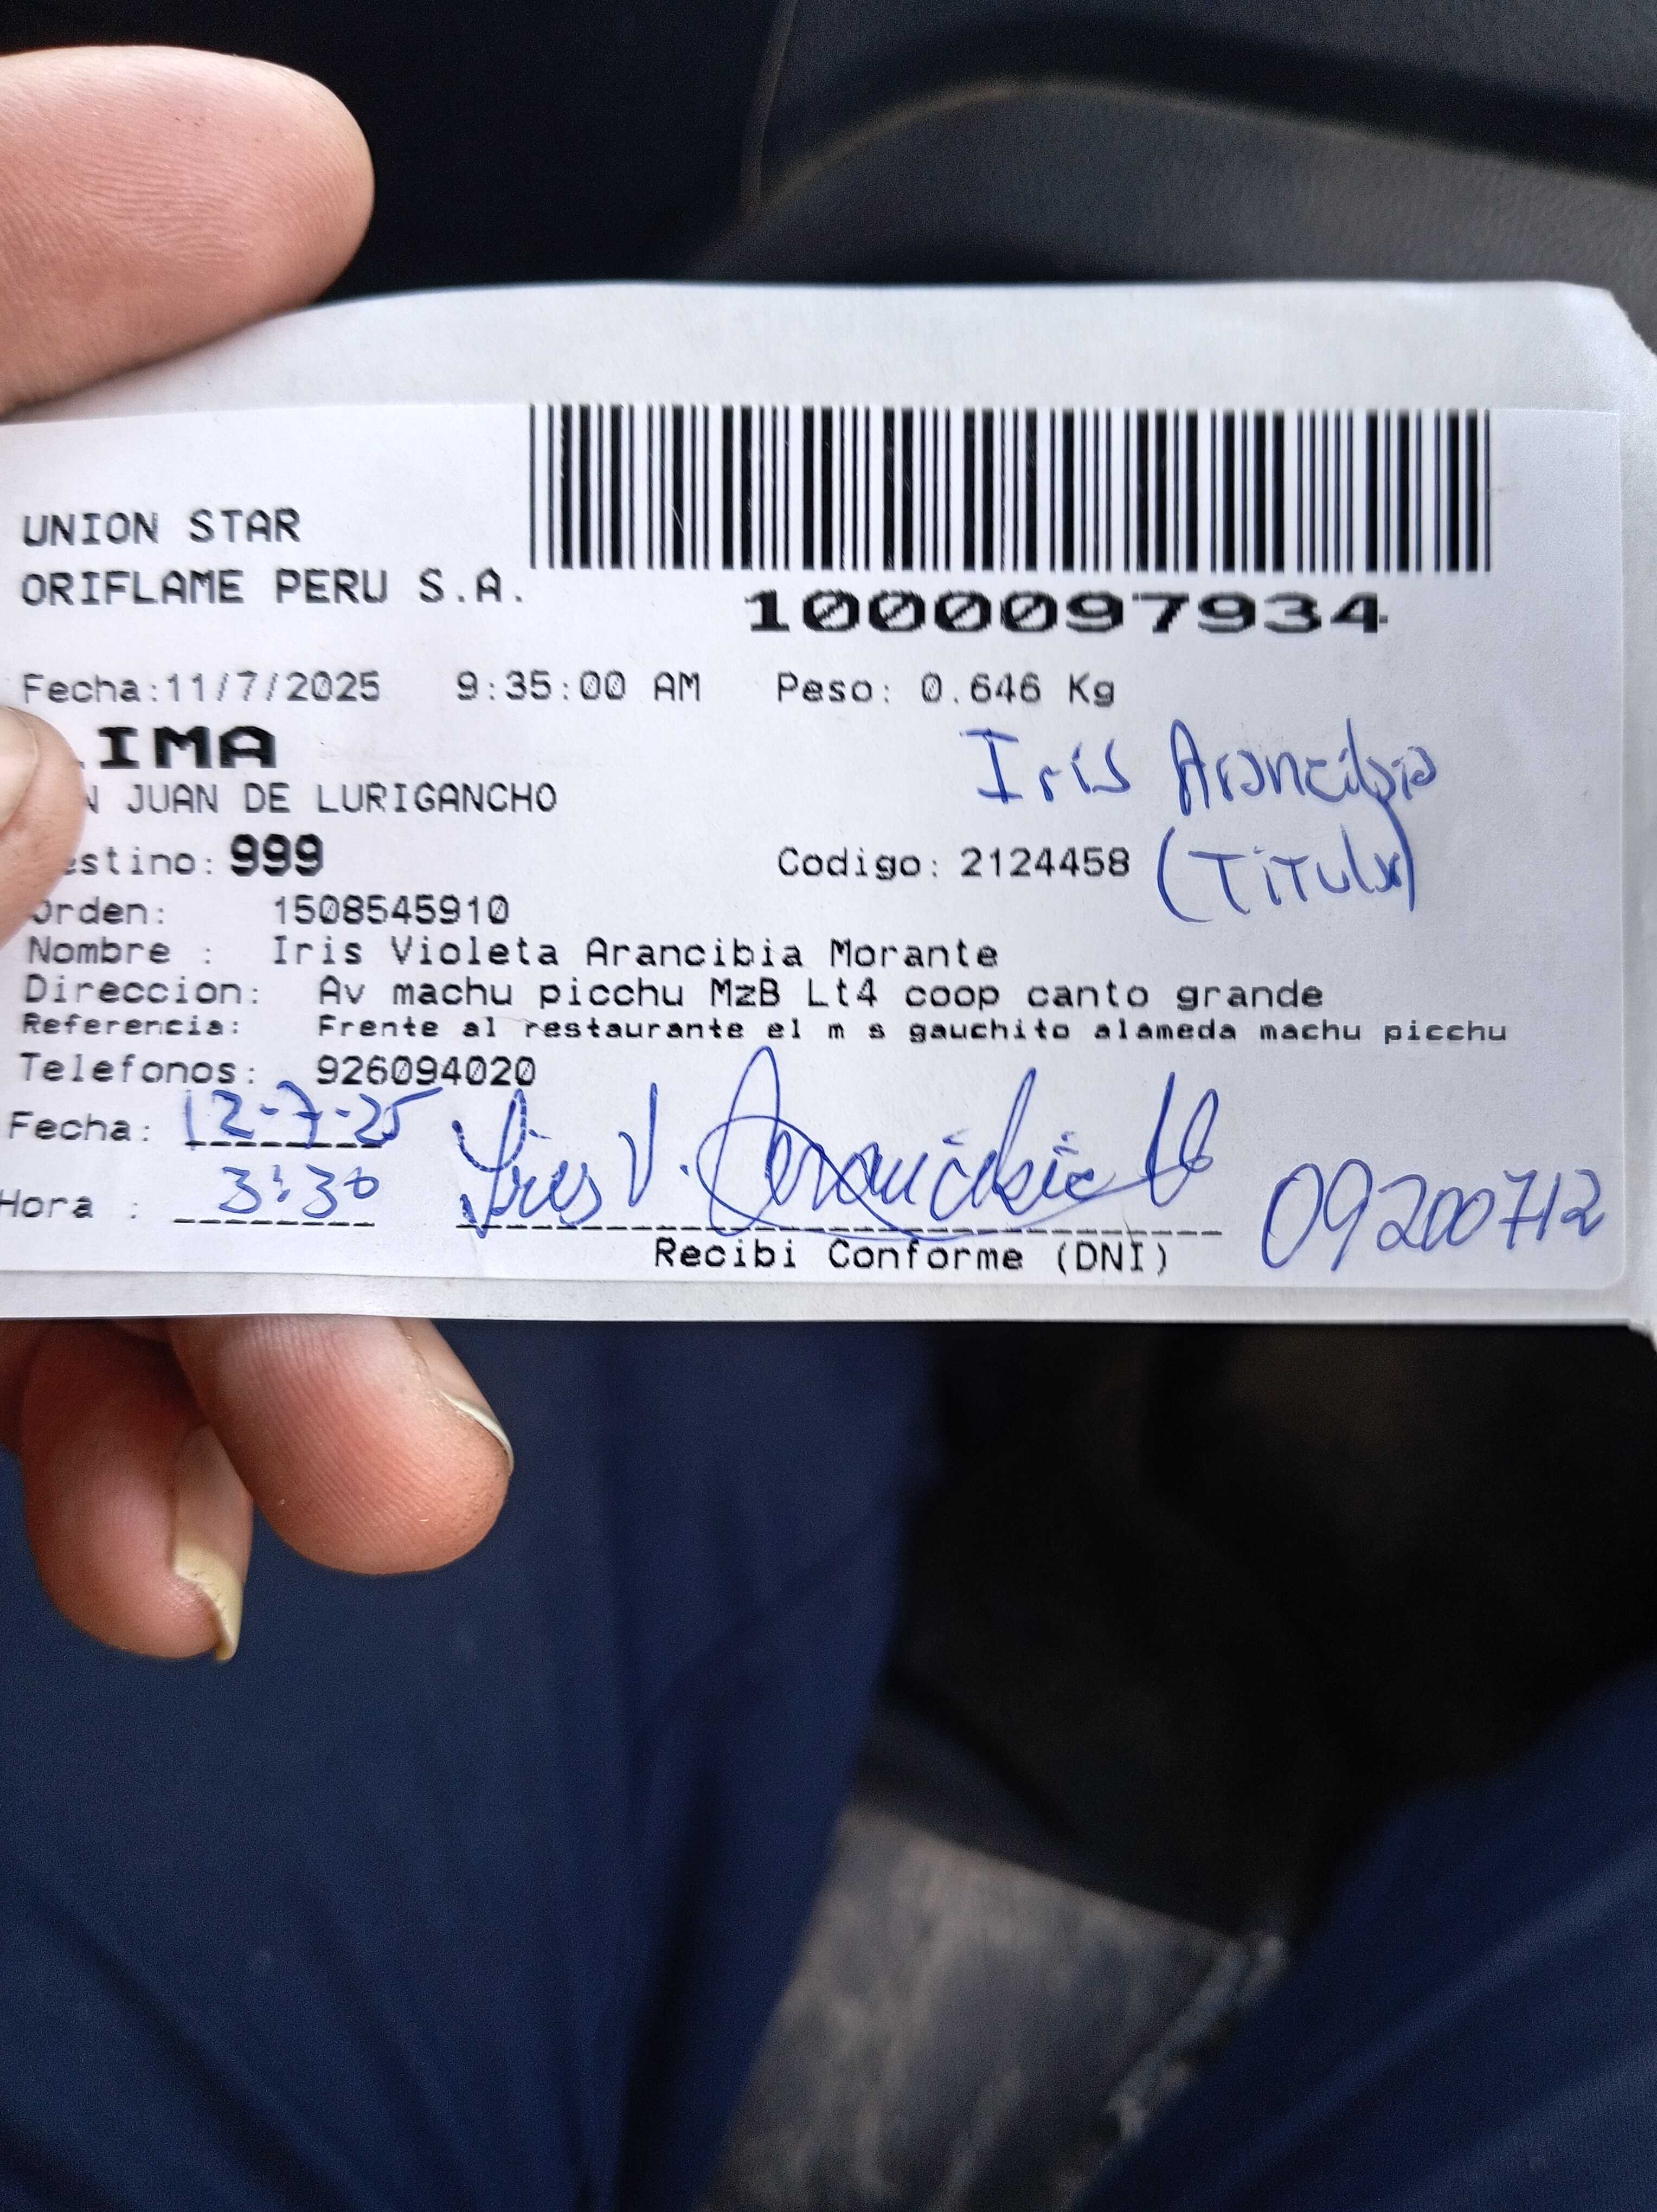 UNION STAR
ORIFLAME PERU S.A.
1000097934
Fecha:11/7/2025 9:35:00 AM Peso: 0.646 Kg
IMA
N JUAN DE LURIGANCHO
Iris Arancibia
estino: 999 Codigo: 2124458 (Titular)
Orden: 1508545910
Nombre : Iris Violeta Arancibia Morante
Direccion: Av machu picchu MzB Lt4 coop canto grande
Referencia: Frente al restaurante el m s gauchito alameda machu picchu
Telefonos: 926094020
Fecha: 12-7-25
Hora : 3:30 Iris V. Arancibia M 09200712
Recibi Conforme (DNI)